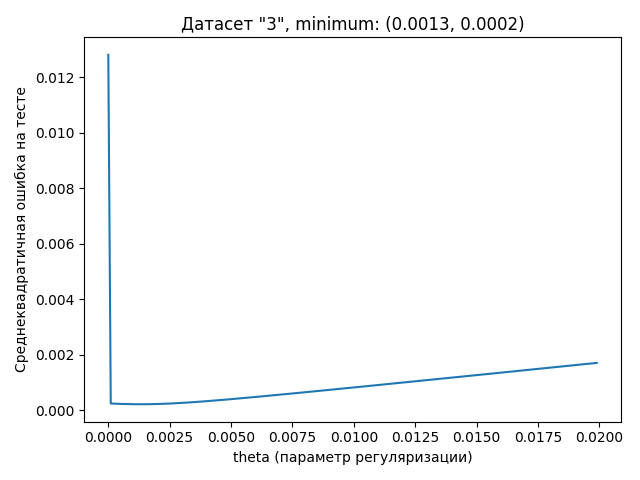 Датасет "3", minimum: (0.0013, 0.0002)
Среднеквадратичная ошибка на тесте
0.012
0.010
0.008
0.006
0.004
0.002
0.000
0.0000 0.0025 0.0050 0.0075 0.0100 0.0125 0.0150 0.0175 0.0200
theta (параметр регуляризации)